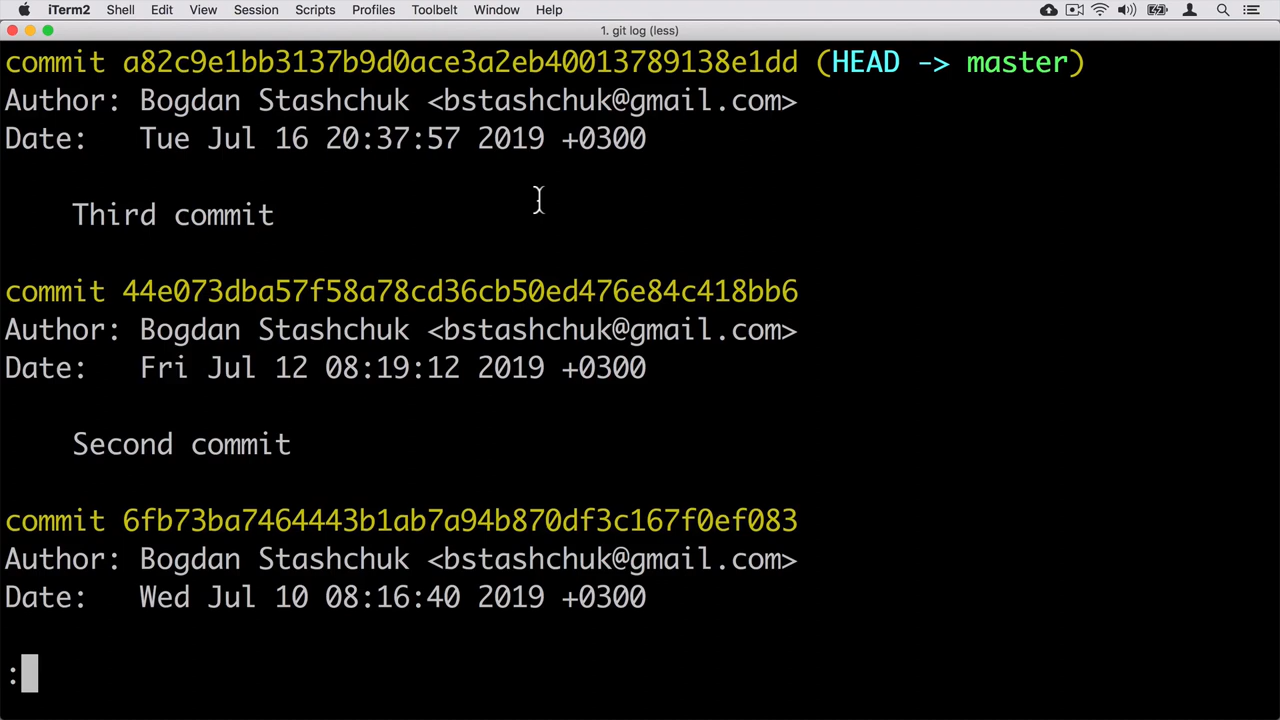 iTerm2 Shell Edit View Session Scripts Profiles Toolbelt Window Help
1. git log (less)
commit a82c9e1bb3137b9d0ace3a2eb40013789138e1dd (HEAD -> master)
Author: Bogdan Stashchuk <bstashchuk@gmail.com>
Date:   Tue Jul 16 20:37:57 2019 +0300
    Third commit
commit 44e073dba57f58a78cd36cb50ed476e84c418bb6
Author: Bogdan Stashchuk <bstashchuk@gmail.com>
Date:   Fri Jul 12 08:19:12 2019 +0300
    Second commit
commit 6fb73ba7464443b1ab7a94b870df3c167f0ef083
Author: Bogdan Stashchuk <bstashchuk@gmail.com>
Date:   Wed Jul 10 08:16:40 2019 +0300
: